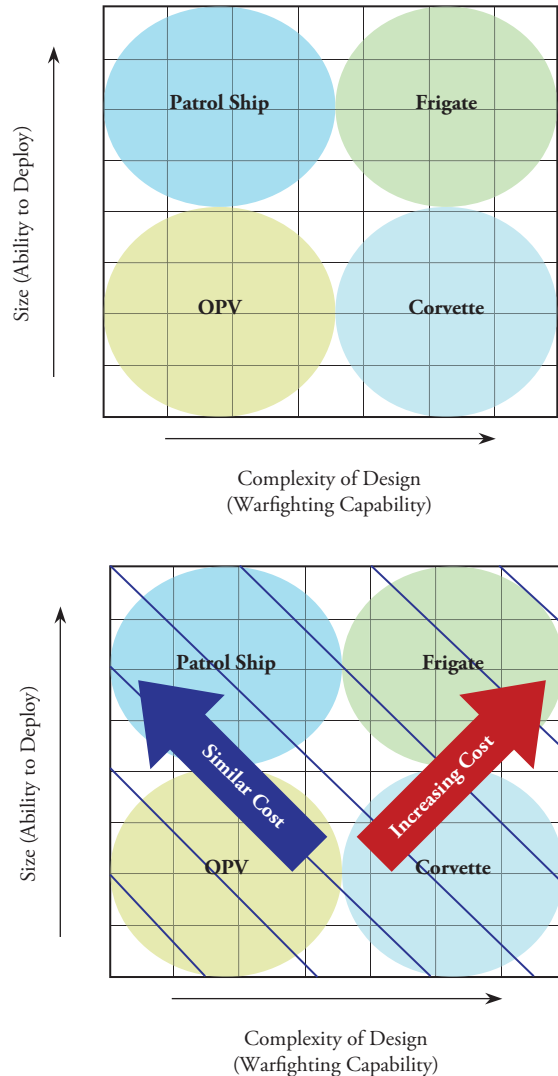 Size (Ability to Deploy)
Patrol Ship
Frigate
OPV
Corvette
Complexity of Design
(Warfighting Capability)
Size (Ability to Deploy)
Patrol Ship
Frigate
Similar Cost
Increasing Cost
OPV
Corvette
Complexity of Design
(Warfighting Capability)